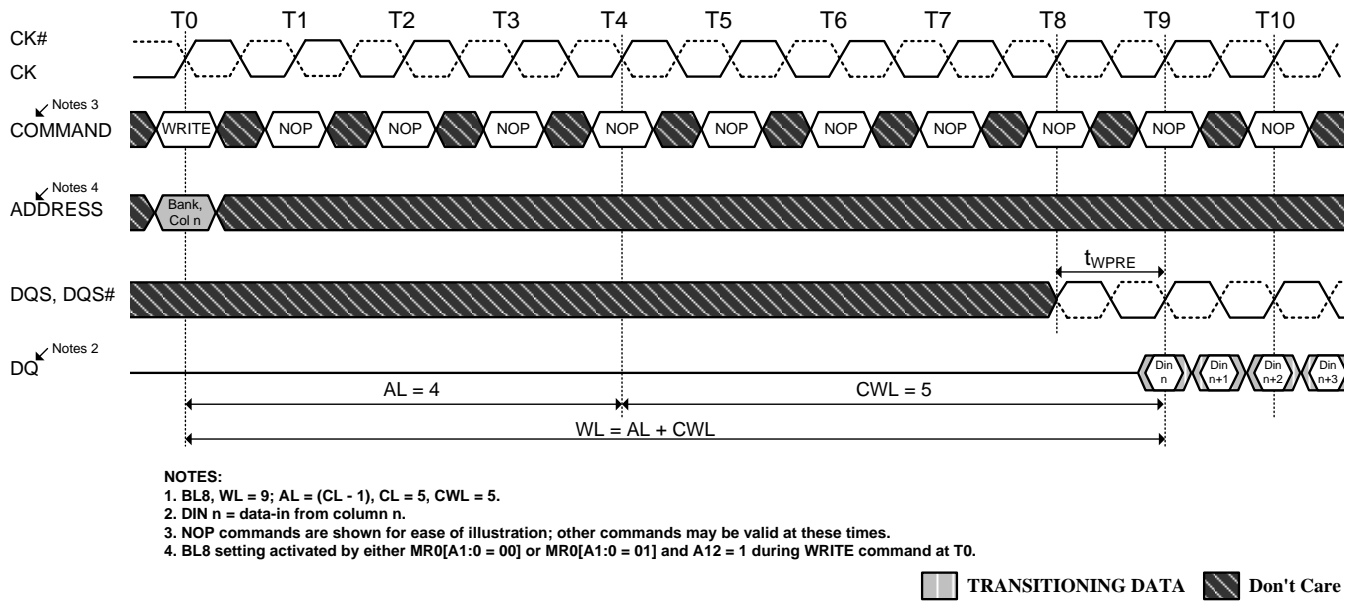 T0 T1 T2 T3 T4 T5 T6 T7 T8 T9 T10
CK#
CK
Notes 3
COMMAND WRITE NOP NOP NOP NOP NOP NOP NOP NOP NOP NOP
Notes 4
ADDRESS Bank, Col n
tWPRE
DQS, DQS#
Notes 2
DQ Din n Din n+1 Din n+2 Din n+3
AL = 4 CWL = 5
WL = AL + CWL
NOTES:
1. BL8, WL = 9; AL = (CL - 1), CL = 5, CWL = 5.
2. DIN n = data-in from column n.
3. NOP commands are shown for ease of illustration; other commands may be valid at these times.
4. BL8 setting activated by either MR0[A1:0 = 00] or MR0[A1:0 = 01] and A12 = 1 during WRITE command at T0.
TRANSITIONING DATA Don't Care